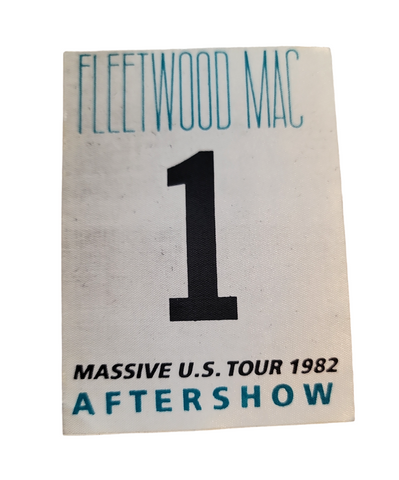 FLEETWOOD MAC
1
MASSIVE U.S. TOUR 1982
AFTERSHOW